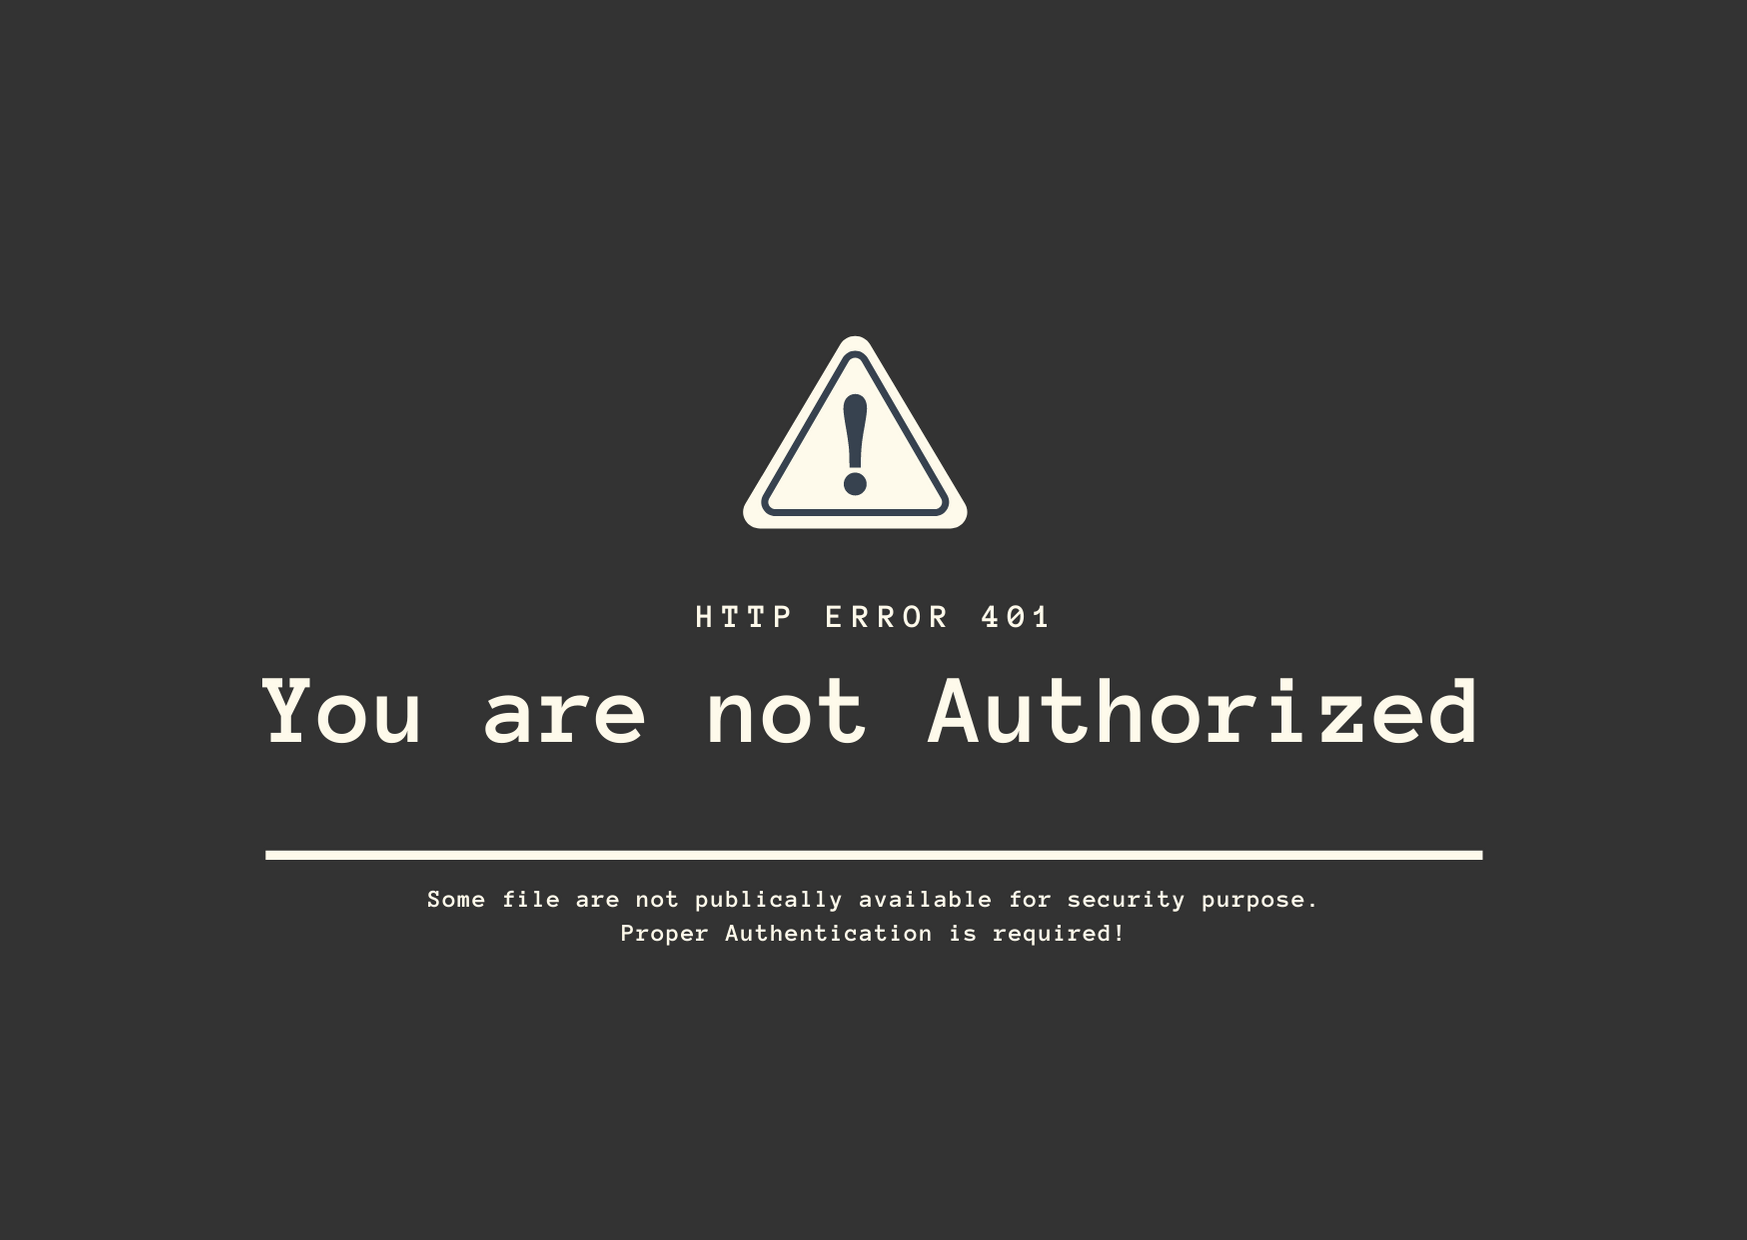 HTTP ERROR 401
You are not Authorized
Some file are not publically available for security purpose.
Proper Authentication is required!